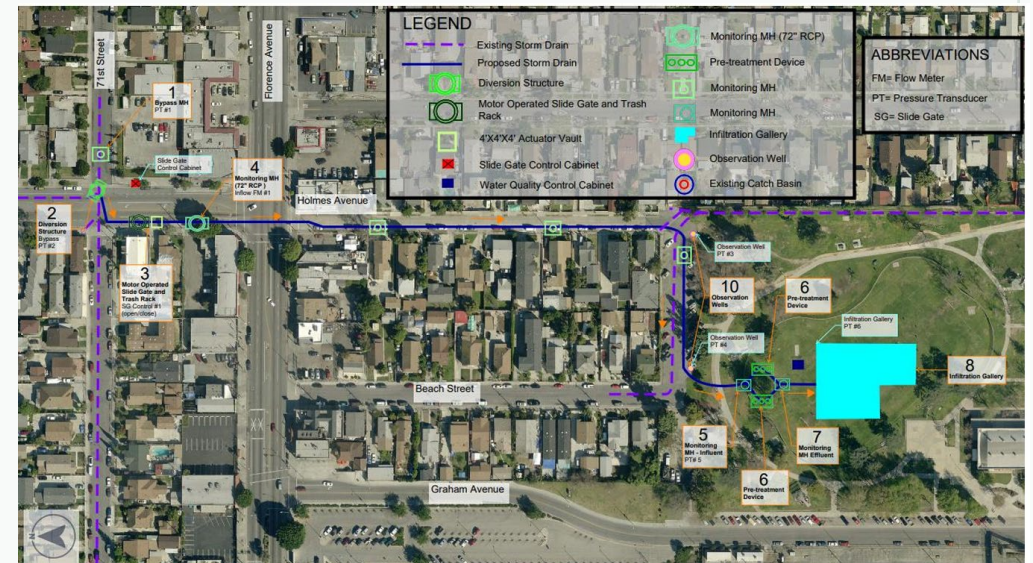 LEGEND
Existing Storm Drain
Proposed Storm Drain
Diversion Structure
Motor Operated Slide Gate and Trash
Rack
4'X4'X4' Actuator Vault
Slide Gate Control Cabinet
Water Quality Control Cabinet
Monitoring MH (72" RCP)
Pre-treatment Device
Monitoring MH
Monitoring MH
Infiltration Gallery
Observation Well
Existing Catch Basin
ABBREVIATIONS
FM= Flow Meter
PT= Pressure Transducer
SG= Slide Gate
71st Street
Florence Avenue
1
Bypass MH
PT #1
Slide Gate
Control Cabinet
4
Monitoring MH
(72" RCP )
Inflow FM #1
Holmes Avenue
2
Diversion
Structure
Bypass
PT #2
3
Motor Operated
Slide Gate and
Trash Rack
SG Control #1
(open/close)
Observation Well
PT #3
10
Observation
Wells
6
Pre-treatment
Device
Observation Well
PT #4
Infiltration Gallery
PT #6
8
Infiltration Gallery
Beach Street
5
Monitoring
MH - Influent
PT# 5
7
Monitoring
MH Effluent
6
Pre-treatment
Device
Graham Avenue
N